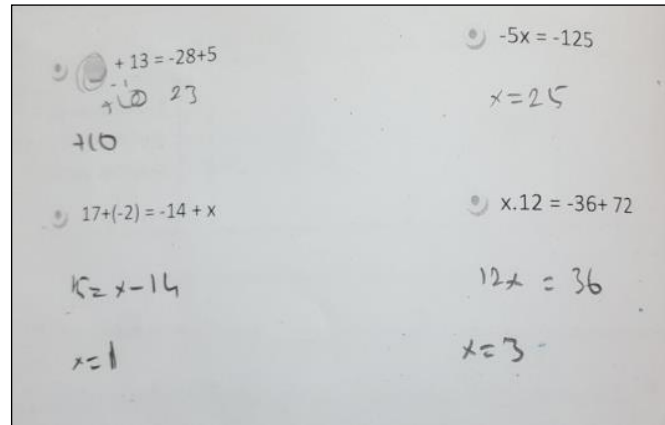 + 13 = -28+5
+10 23
+10
-5x = -125
x=25
17+(-2) = -14 + x
15= x-14
x=1
x.12 = -36+ 72
12x = 36
x=3